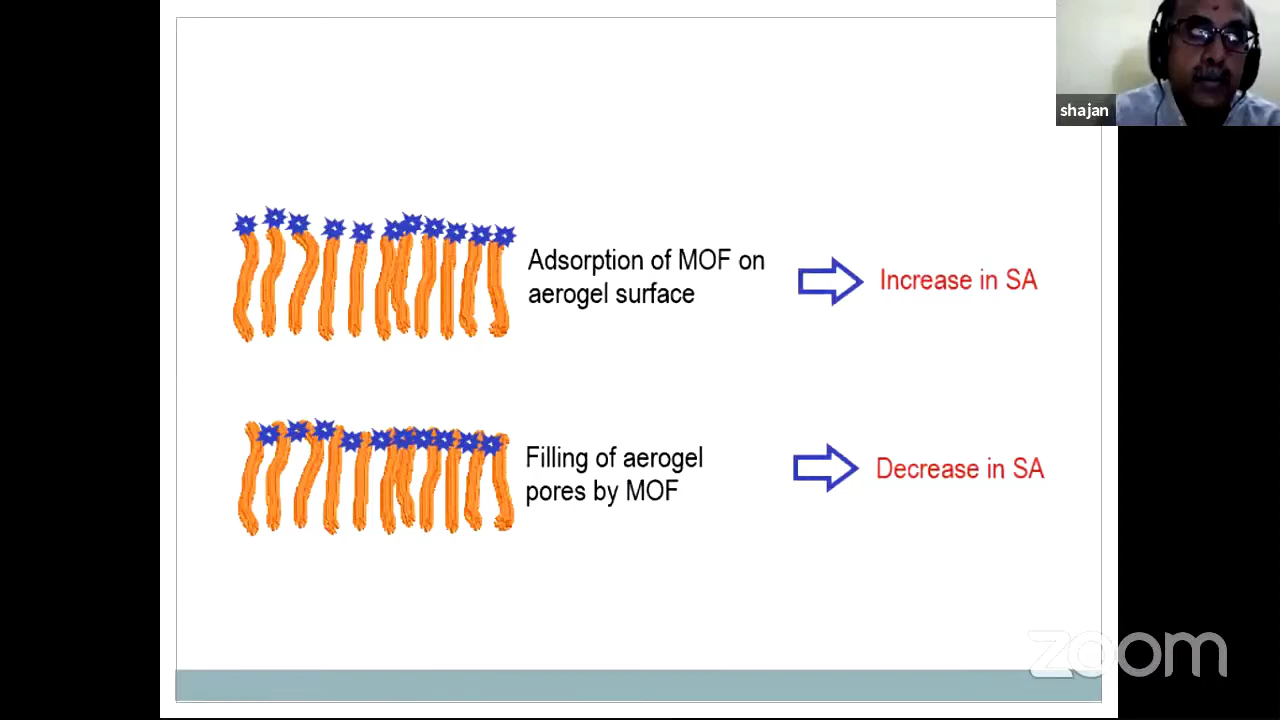 shajan
Adsorption of MOF on
aerogel surface
Increase in SA
Filling of aerogel
pores by MOF
Decrease in SA
zoom